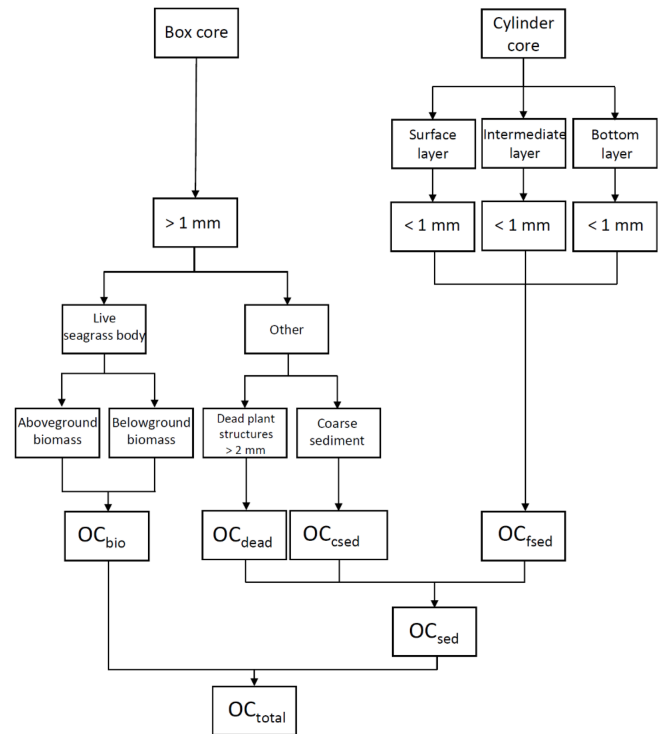 Box core
Cylinder
core
Surface
layer
Intermediate
layer
Bottom
layer
> 1 mm
< 1 mm
< 1 mm
< 1 mm
Live
seagrass body
Other
Aboveground
biomass
Belowground
biomass
Dead plant
structures
> 2 mm
Coarse
sediment
OCbio
OCdead
OCcsed
OCfsed
OCsed
OCtotal